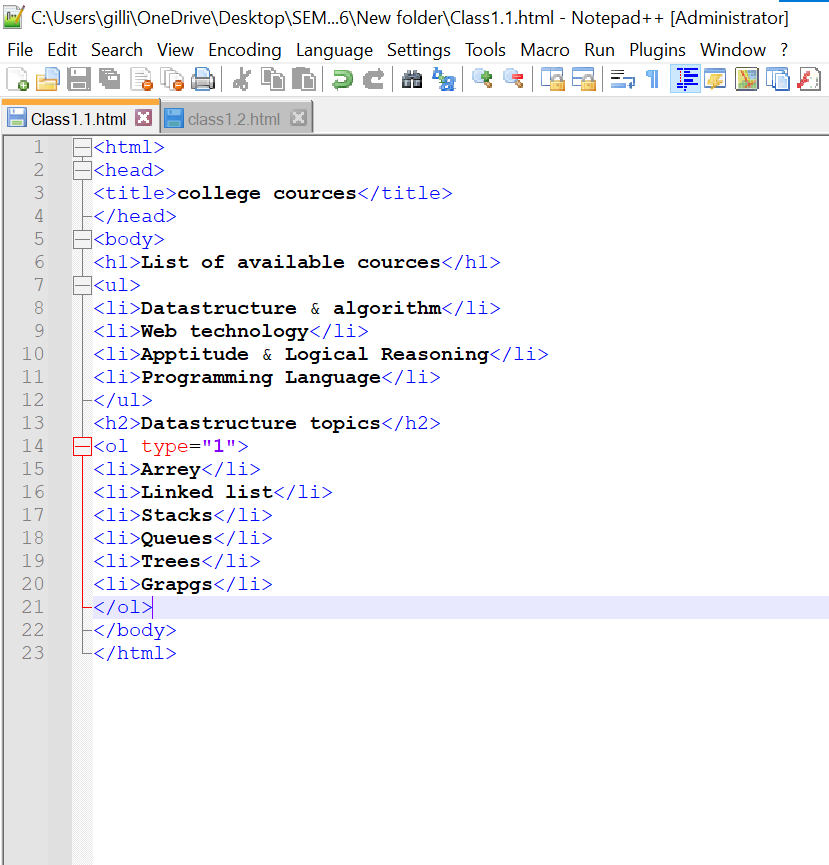 C:\Users\gilli\OneDrive\Desktop\SEM...6\New folder\Class1.1.html - Notepad++ [Administrator]
File Edit Search View Encoding Language Settings Tools Macro Run Plugins Window ?
Class1.1.html class1.2.html
1 <html>
2 <head>
3 <title>college cources</title>
4 </head>
5 <body>
6 <h1>List of available cources</h1>
7 <ul>
8 <li>Datastructure & algorithm</li>
9 <li>Web technology</li>
10 <li>Apptitude & Logical Reasoning</li>
11 <li>Programming Language</li>
12 </ul>
13 <h2>Datastructure topics</h2>
14 <ol type="1">
15 <li>Arrey</li>
16 <li>Linked list</li>
17 <li>Stacks</li>
18 <li>Queues</li>
19 <li>Trees</li>
20 <li>Grapgs</li>
21 </ol>
22 </body>
23 </html>